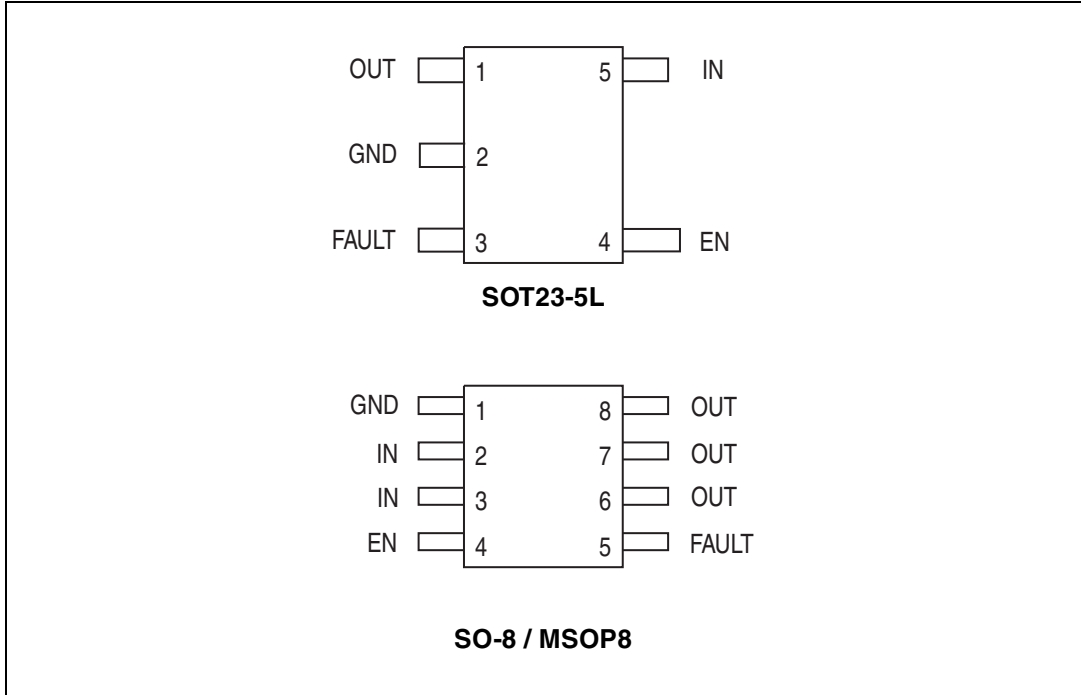 OUT 1 5 IN
GND 2
FAULT 3 4 EN
SOT23-5L
GND 1 8 OUT
IN 2 7 OUT
IN 3 6 OUT
EN 4 5 FAULT
SO-8 / MSOP8